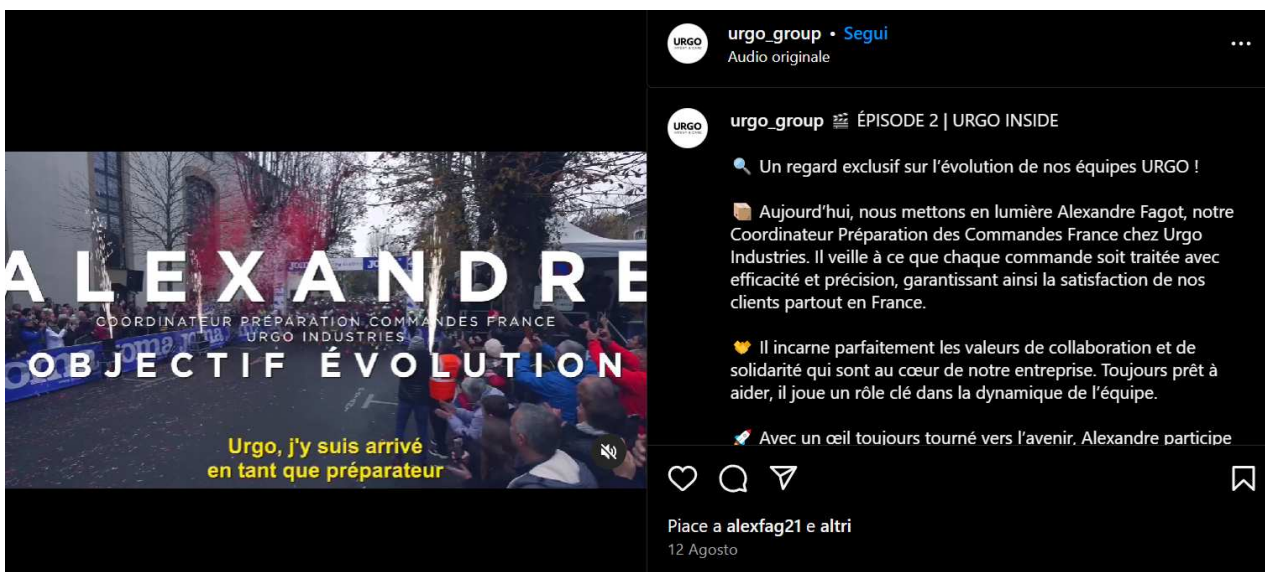 ALEXANDRE
COORDINATEUR PRÉPARATION COMMANDES FRANCE
URGO INDUSTRIES
OBJECTIF ÉVOLUTION
Urgo, j'y suis arrivé
en tant que préparateur
joma
joma
URGO
urgo_group • Segui
Audio originale
URGO
urgo_group 🎬 ÉPISODE 2 | URGO INSIDE
🔍 Un regard exclusif sur l'évolution de nos équipes URGO !
📦 Aujourd'hui, nous mettons en lumière Alexandre Fagot, notre
Coordinateur Préparation des Commandes France chez Urgo
Industries. Il veille à ce que chaque commande soit traitée avec
efficacité et précision, garantissant ainsi la satisfaction de nos
clients partout en France.
🤝 Il incarne parfaitement les valeurs de collaboration et de
solidarité qui sont au cœur de notre entreprise. Toujours prêt à
aider, il joue un rôle clé dans la dynamique de l'équipe.
🚀 Avec un œil toujours tourné vers l'avenir, Alexandre participe
Piace a alexfag21 e altri
12 Agosto